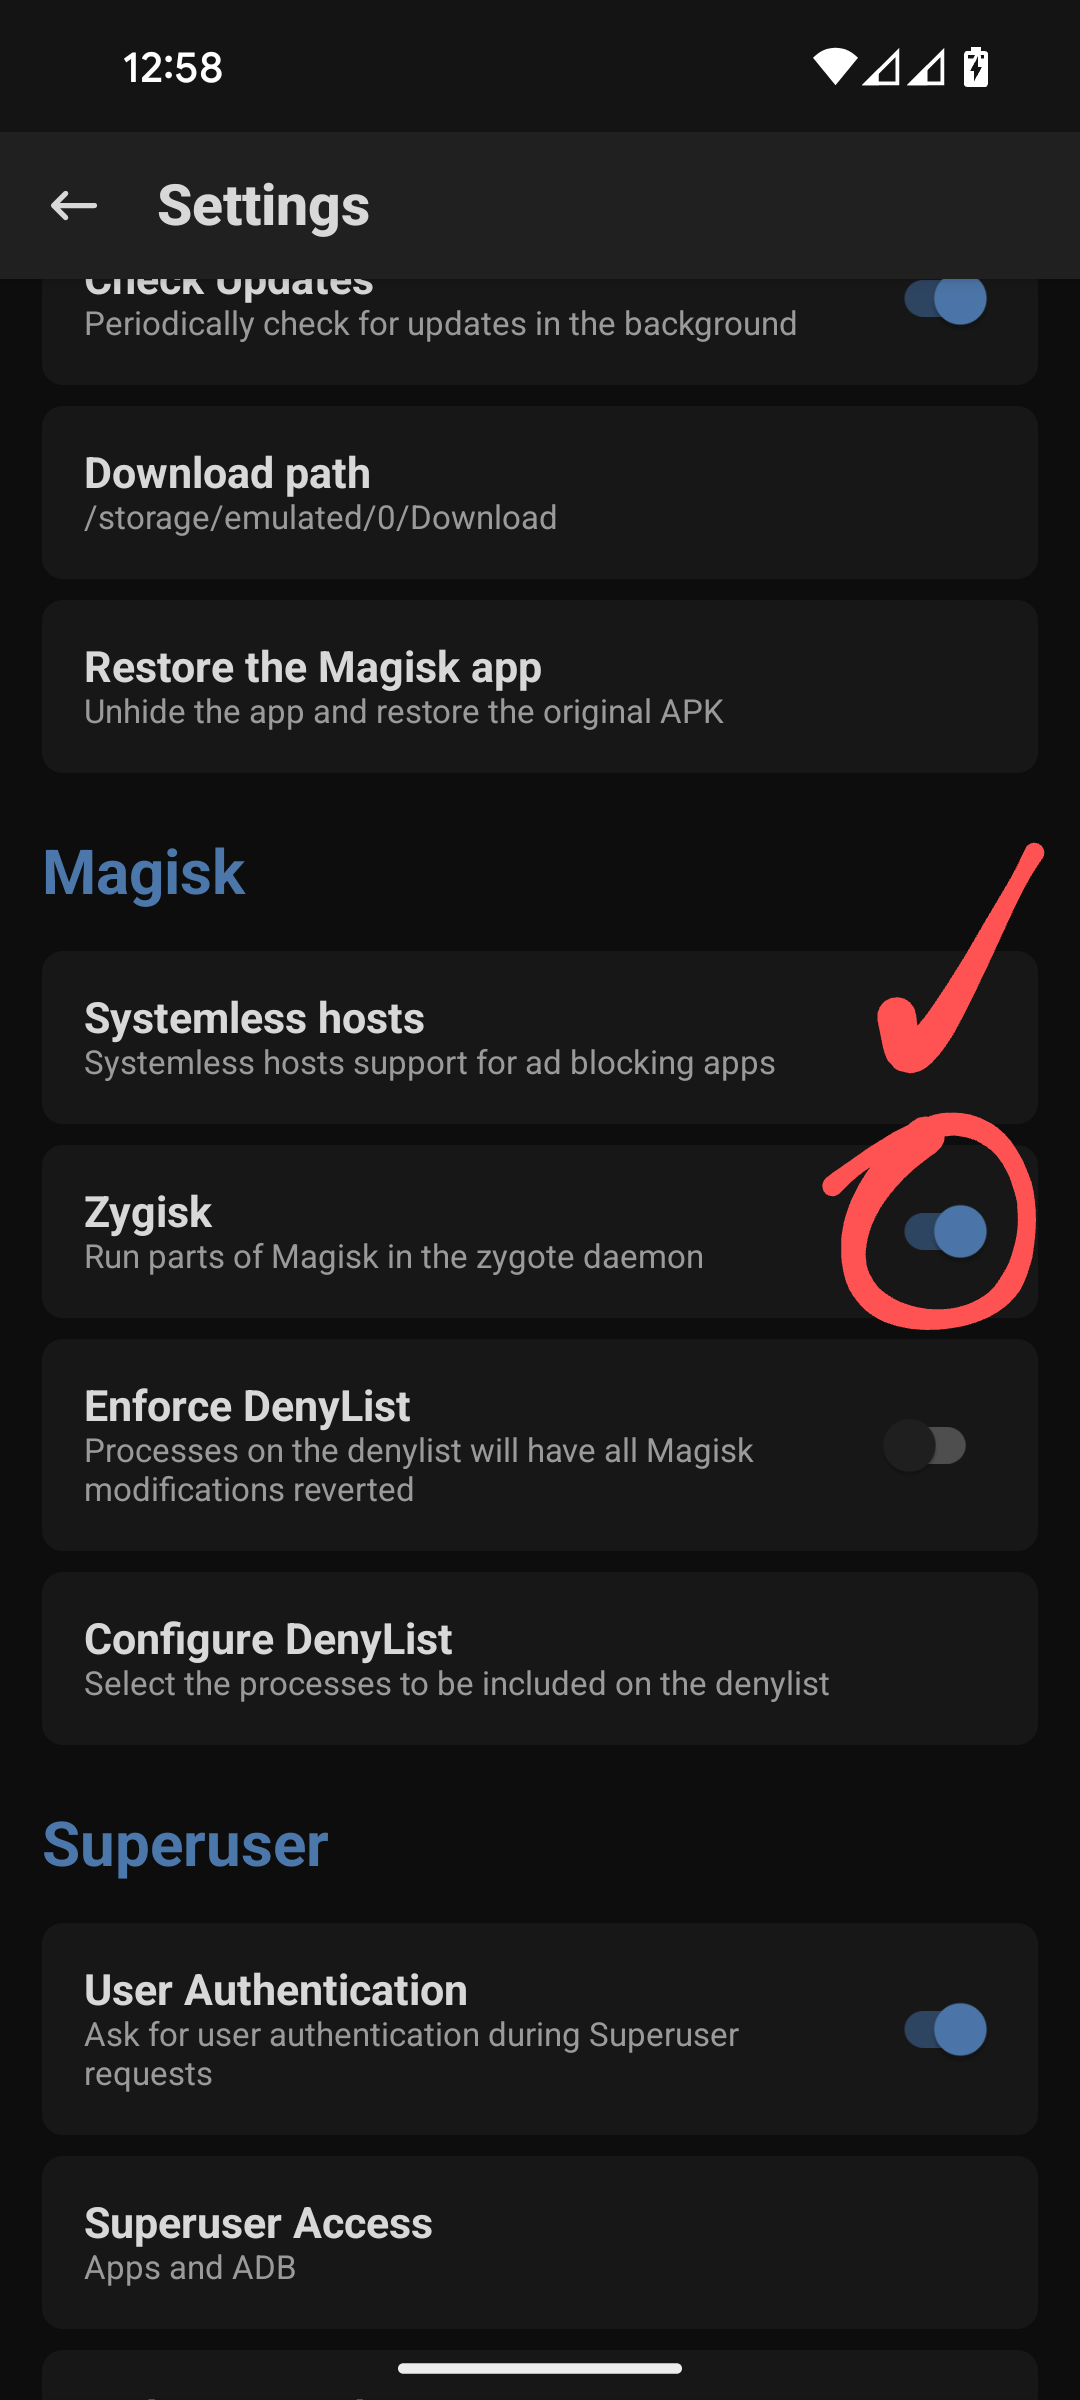 12:58
Settings
Check Updates
Periodically check for updates in the background
Download path
/storage/emulated/0/Download
Restore the Magisk app
Unhide the app and restore the original APK
Magisk
Systemless hosts
Systemless hosts support for ad blocking apps
Zygisk
Run parts of Magisk in the zygote daemon
Enforce DenyList
Processes on the denylist will have all Magisk
modifications reverted
Configure DenyList
Select the processes to be included on the denylist
Superuser
User Authentication
Ask for user authentication during Superuser
requests
Superuser Access
Apps and ADB